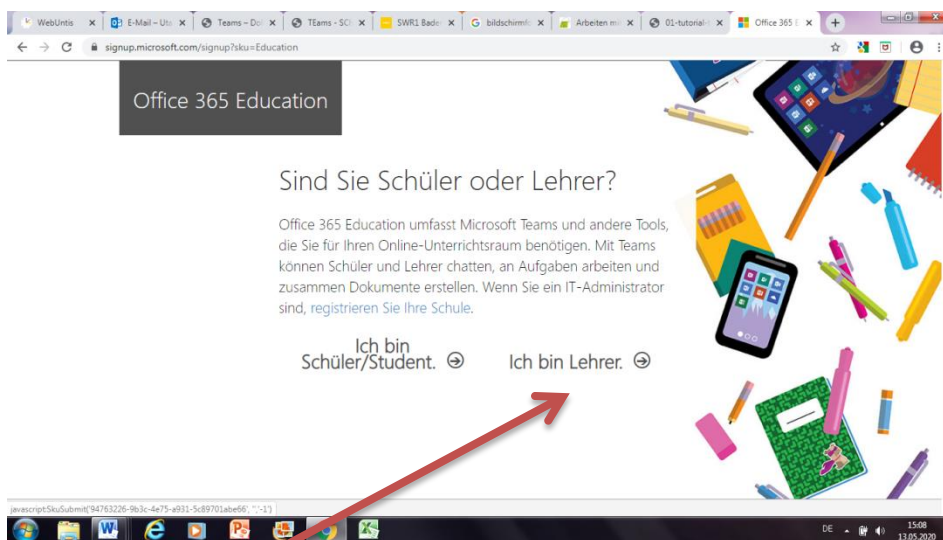 WebUntis
E-Mail – Uta
Teams – Do
TEams - SC
SWR1 Bade
bildschirmfo
Arbeiten mi
01-tutorial-
Office 365 E
signup.microsoft.com/signup?sku=Education
Office 365 Education
Sind Sie Schüler oder Lehrer?
Office 365 Education umfasst Microsoft Teams und andere Tools,
die Sie für Ihren Online-Unterrichtsraum benötigen. Mit Teams
können Schüler und Lehrer chatten, an Aufgaben arbeiten und
zusammen Dokumente erstellen. Wenn Sie ein IT-Administrator
sind, registrieren Sie Ihre Schule.
Ich bin
Schüler/Student.
Ich bin Lehrer.
javascript:SkuSubmit('94763226-9b3c-4e75-a931-5c89701abe66', '','-1')
DE
15:08
13.05.2020